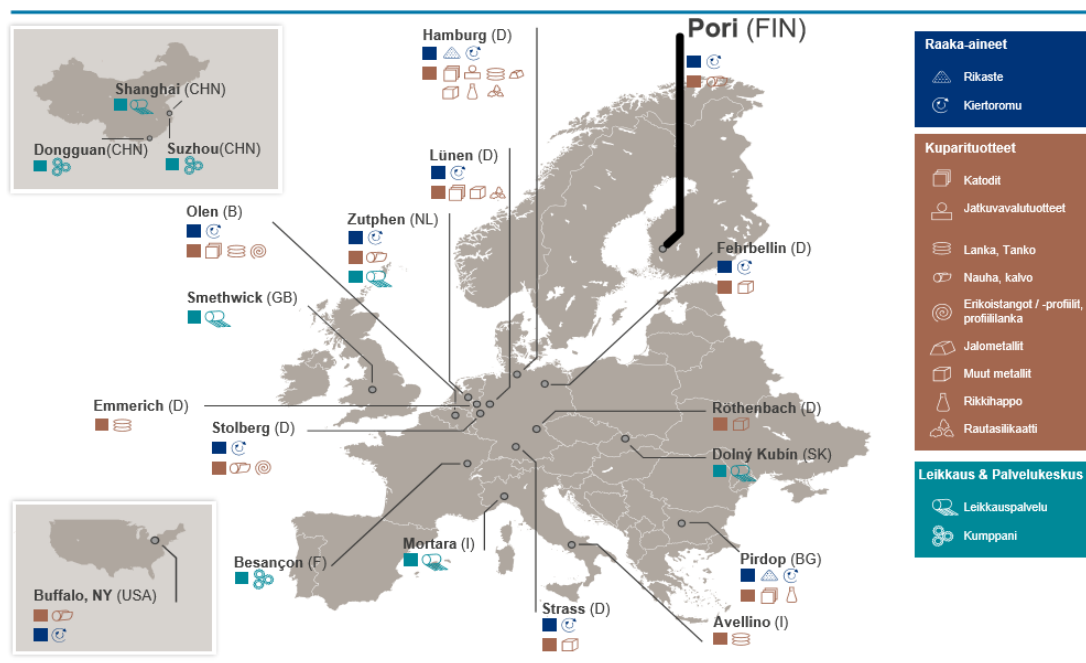 Pori (FIN)
Hamburg (D)
Shanghai (CHN)
Dongguan(CHN)
Suzhou(CHN)
Lünen (D)
Olen (B)
Zutphen (NL)
Fehrbellin (D)
Smethwick (GB)
Emmerich (D)
Stolberg (D)
Röthenbach (D)
Dolný Kubín (SK)
Besançon (F)
Mortara (I)
Pirdop (BG)
Buffalo, NY (USA)
Strass (D)
Avellino (I)
Raaka-aineet
Rikaste
Kiertoromu
Kuparituotteet
Katodit
Jatkuvavalutuotteet
Lanka, Tanko
Nauha, kalvo
Erikoistangot / -profiilit,
profiililanka
Jalometallit
Muut metallit
Rikkihappo
Rautasilikaatti
Leikkaus & Palvelukeskus
Leikkauspalvelu
Kumppani